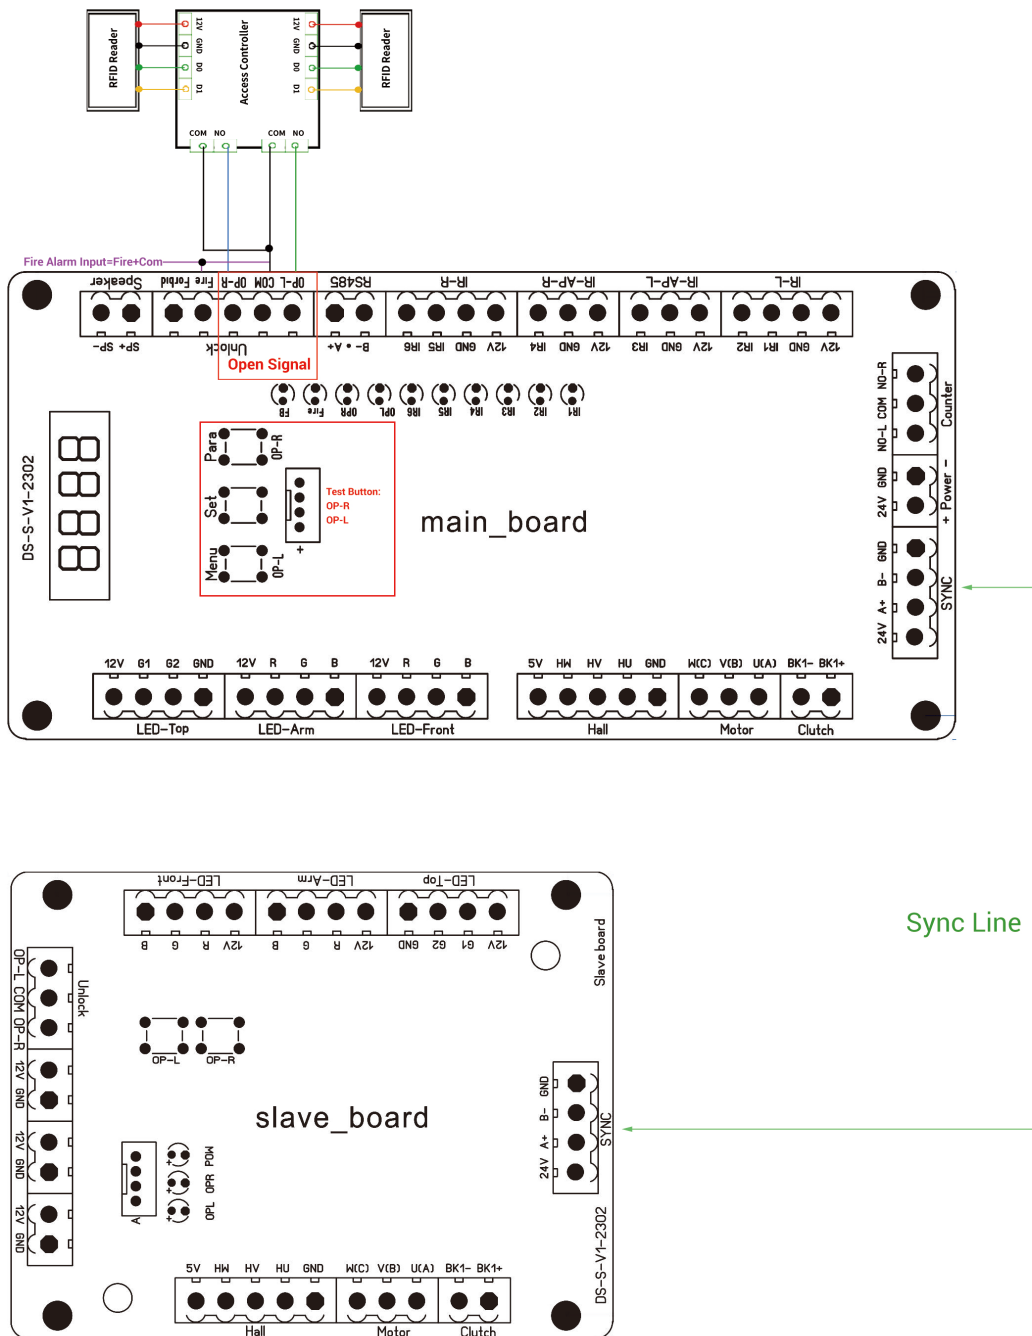 RFID Reader
12V
GND
D0
D1
Access Controller
12V
GND
D0
D1
RFID Reader
COM NO
COM NO
Fire Alarm Input=Fire+Com
Speaker
Forbid
Fire
OP-R
COM
OP-L
RS485
IR-R
IR-AP-R
IR-AP-L
IR-L
SP-
SP+
Unlock
A+
B-
IR6
IR5
GND
12V
IR4
GND
12V
IR3
GND
12V
IR2
IR1
GND
12V
Open Signal
FB
Fire
OPR
OPL
IR6
IR5
IR4
IR3
IR2
IR1
DS-S-V1-2302
Para
OP-R
Set
Menu
OP-L
+
Test Button:
OP-R
OP-L
main_board
NO-L COM NO-R
Counter
24V GND
+ Power -
24V A+ B- GND
SYNC
12V G1 G2 GND
12V R G B
12V R G B
5V HW HV HU GND
W(C) V(B) U(A)
BK1- BK1+
LED-Top
LED-Arm
LED-Front
Hall
Motor
Clutch
LED-Front
LED-Arm
LED-Top
B
G
R
12V
B
G
R
12V
GND
G2
G1
12V
Slave board
Sync Line
OP-L COM OP-R
Unlock
12V GND
12V GND
12V GND
OP-L
OP-R
slave_board
24V A+ B- GND
SYNC
+
POW
+
OPR
+
OPL
A
DS-S-V1-2302
5V HW HV HU GND
W(C) V(B) U(A)
BK1- BK1+
Hall
Motor
Clutch